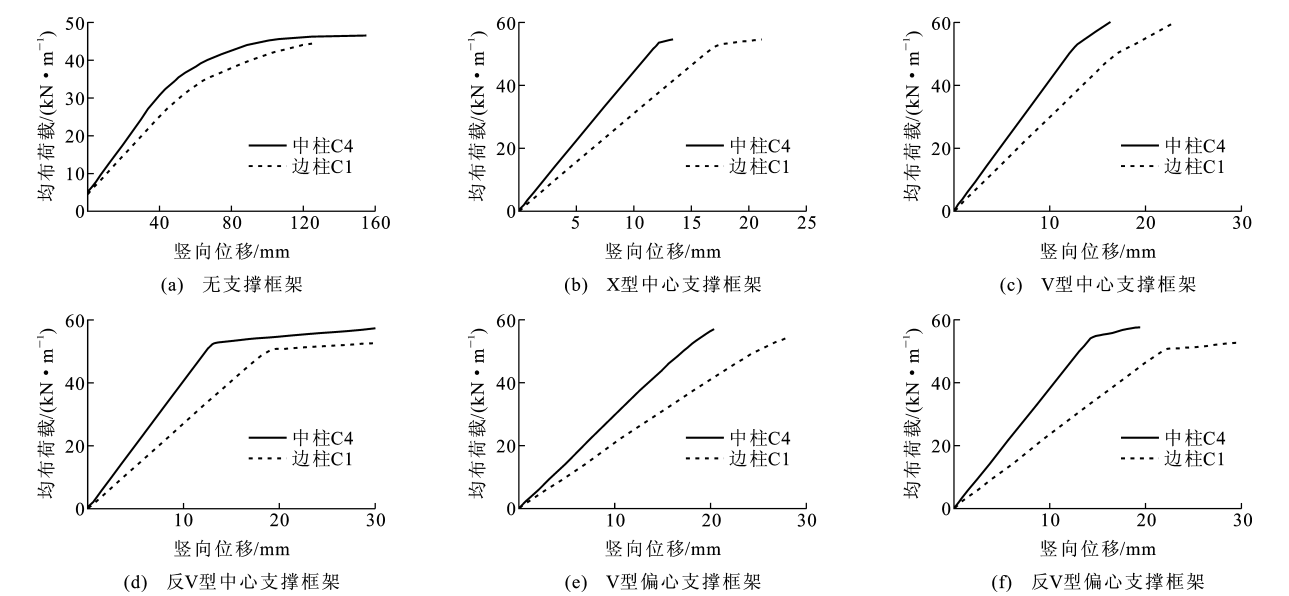 50
40
30
20
10
0
40
80
120
160
均布荷载/(kN·m⁻¹)
中柱C4
边柱C1
竖向位移/mm
(a) 无支撑框架
60
40
20
0
5
10
15
20
25
均布荷载/(kN·m⁻¹)
中柱C4
边柱C1
竖向位移/mm
(b) X型中心支撑框架
60
40
20
0
10
20
30
均布荷载/(kN·m⁻¹)
中柱C4
边柱C1
竖向位移/mm
(c) V型中心支撑框架
60
40
20
0
10
20
30
均布荷载/(kN·m⁻¹)
中柱C4
边柱C1
竖向位移/mm
(d) 反V型中心支撑框架
60
40
20
0
10
20
30
均布荷载/(kN·m⁻¹)
中柱C4
边柱C1
竖向位移/mm
(e) V型偏心支撑框架
60
40
20
0
10
20
30
均布荷载/(kN·m⁻¹)
中柱C4
边柱C1
竖向位移/mm
(f) 反V型偏心支撑框架